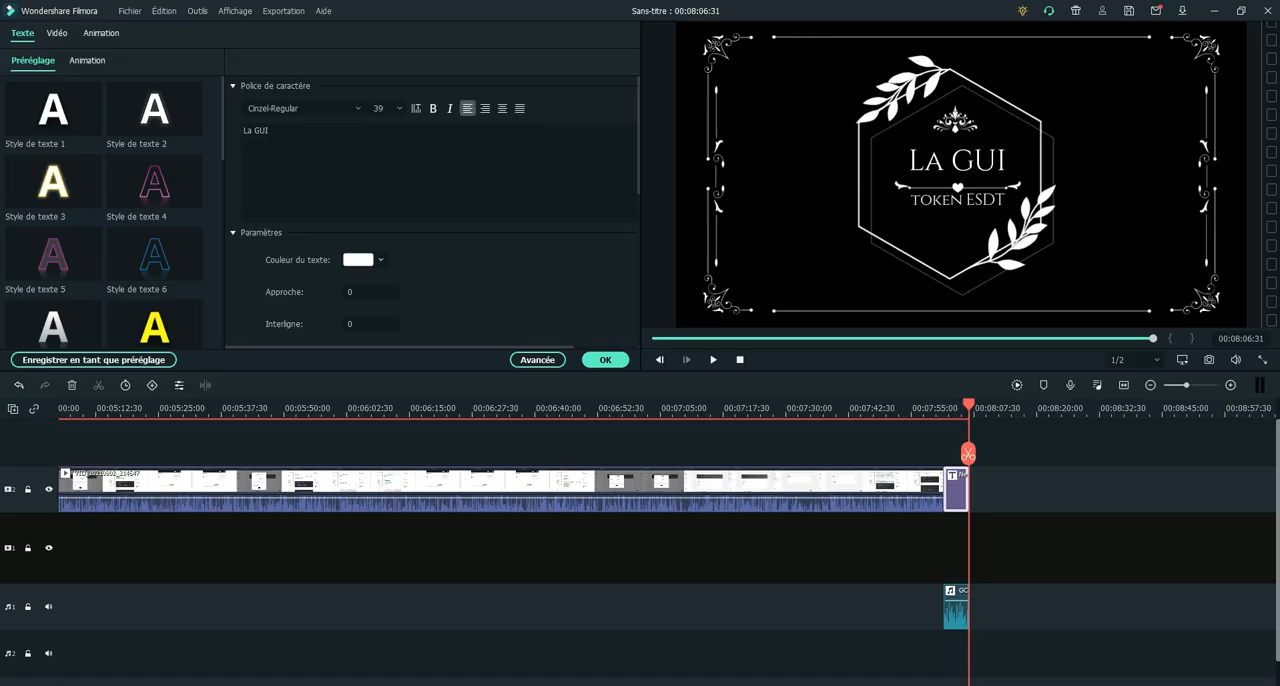 Wondershare Filmora
Fichier Édition Outils Affichage Exportation Aide
Sans-titre : 00:08:06:31
Texte Vidéo Animation
Préréglage Animation
Style de texte 1 Style de texte 2
Style de texte 3 Style de texte 4
Style de texte 5 Style de texte 6
Enregistrer en tant que préréglage
Police de caractère
Cinzel-Regular 39 B I
La GUI
Paramètres
Couleur du texte:
Approche: 0
Interligne: 0
Avancée OK
LA GUI
TOKEN ESDT
00:08:06:31
1/2
00:00 00:05:12:30 00:05:25:00 00:05:37:30 00:05:50:00 00:06:02:30 00:06:15:00 00:06:27:30 00:06:40:00 00:06:52:30 00:07:05:00 00:07:17:30 00:07:30:00 00:07:42:30 00:07:55:00 00:08:07:30 00:08:20:00 00:08:32:30 00:08:45:00 00:08:57:30
2
1
1
GC
2